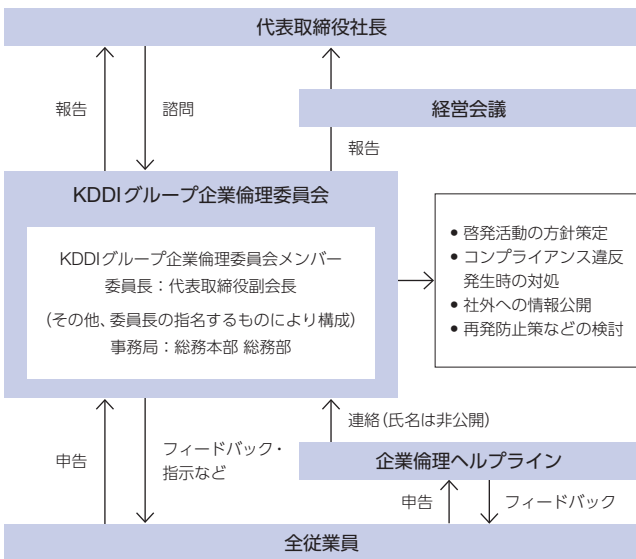 代表取締役社長
報告
諮問
経営会議
報告
KDDIグループ企業倫理委員会
KDDIグループ企業倫理委員会メンバー
委員長：代表取締役副会長
(その他、委員長の指名するものにより構成)
事務局：総務本部 総務部
• 啓発活動の方針策定
• コンプライアンス違反
発生時の対処
• 社外への情報公開
• 再発防止策などの検討
申告
フィードバック・
指示など
連絡(氏名は非公開)
企業倫理ヘルプライン
申告
フィードバック
全従業員